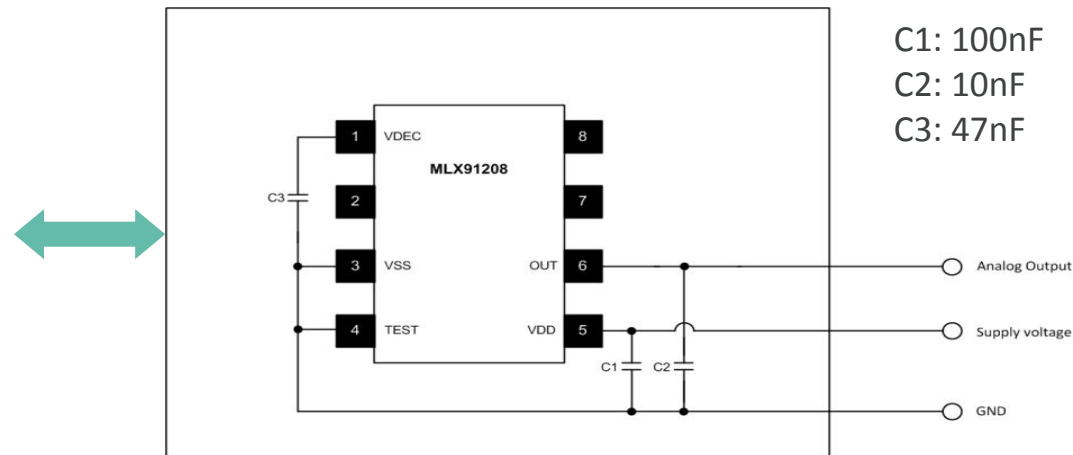 C1: 100nF
C2: 10nF
C3: 47nF
1 VDEC 8
MLX91208
C3 2 7
3 VSS OUT 6 Analog Output
4 TEST VDD 5 Supply voltage
C1 C2
GND